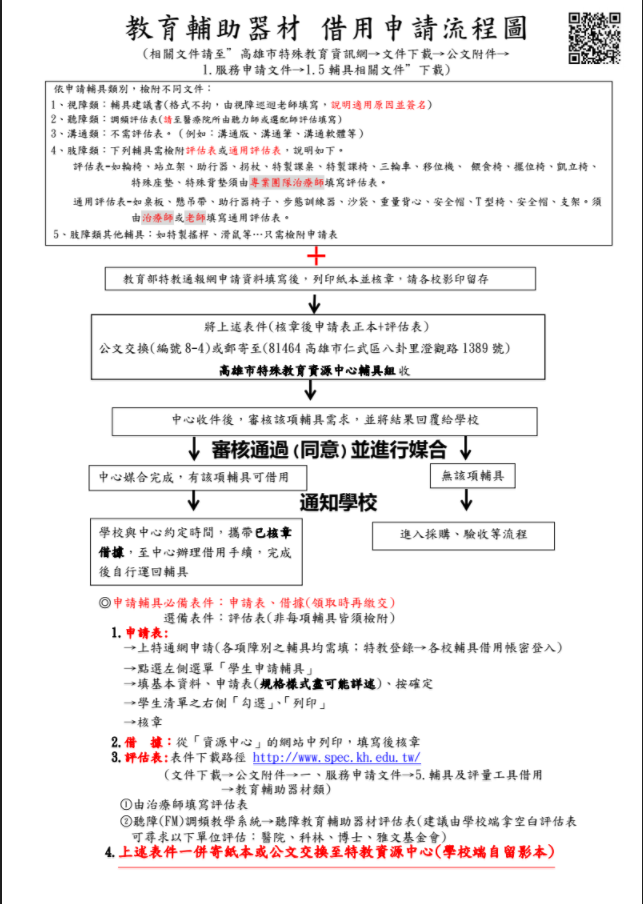 教育輔助器材 借用申請流程圖
(相關文件請至”高雄市特殊教育資訊網→文件下載→公文附件→
1.服務申請文件→1.5 輔具相關文件”下載)
依申請輔具類別，檢附不同文件：
1、視障類：輔具建議書(格式不拘，由視障巡迴老師填寫，說明適用原因並簽名)
2、聽障類：調頻評估表(請至醫療院所由聽力師或選配師評估填寫)
3、溝通類：不需評估表。(例如：溝通版、溝通筆、溝通軟體等)
4、肢障類：下列輔具需檢附評估表或通用評估表，說明如下。
評估表-如輪椅、站立架、助行器、拐杖、特製課桌、特製課椅、三輪車、移位機、餵食椅、擺位椅、凱立椅、
特殊座墊、特殊背墊須由專業團隊治療師填寫評估表。
通用評估表-如桌板、懸吊帶、助行器椅子、步態訓練器、沙袋、重量背心、安全帽、T型椅、安全帽、支架。須
由治療師或老師填寫通用評估表。
5、肢障類其他輔具：如特製搖桿、滑鼠等…只需檢附申請表
+
教育部特教通報網申請資料填寫後，列印紙本並核章，請各校影印留存
將上述表件(核章後申請表正本+評估表)
公文交換(編號 8-4)或郵寄至(81464 高雄市仁武區八卦里澄觀路 1389 號)
高雄市特殊教育資源中心輔具組收
中心收件後，審核該項輔具需求，並將結果回覆給學校
審核通過(同意)並進行媒合
中心媒合完成，有該項輔具可借用
無該項輔具
通知學校
學校與中心約定時間，攜帶已核章
借據，至中心辦理借用手續，完成
後自行運回輔具
進入採購、驗收等流程
◎申請輔具必備表件：申請表、借據(領取時再繳交)
選備表件：評估表(非每項輔具皆須檢附)
1.申請表:
→上特通網申請(各項障別之輔具均需填：特教登錄→各校輔具借用帳密登入)
→點選左側選單「學生申請輔具」
→填基本資料、申請表(規格樣式盡可能詳述)、按確定
→學生清單之右側「勾選」、「列印」
→核章
2.借 據：從「資源中心」的網站中列印，填寫後核章
3.評估表:表件下載路徑 http://www.spec.kh.edu.tw/
(文件下載→公文附件→一、服務申請文件→5.輔具及評量工具借用
→教育輔助器材類)
①由治療師填寫評估表
②聽障(FM)調頻教學系統→聽障教育輔助器材評估表(建議由學校端拿空白評估表
可尋求以下單位評估：醫院、科林、博士、雅文基金會)
4.上述表件一併寄紙本或公文交換至特教資源中心(學校端自留影本)